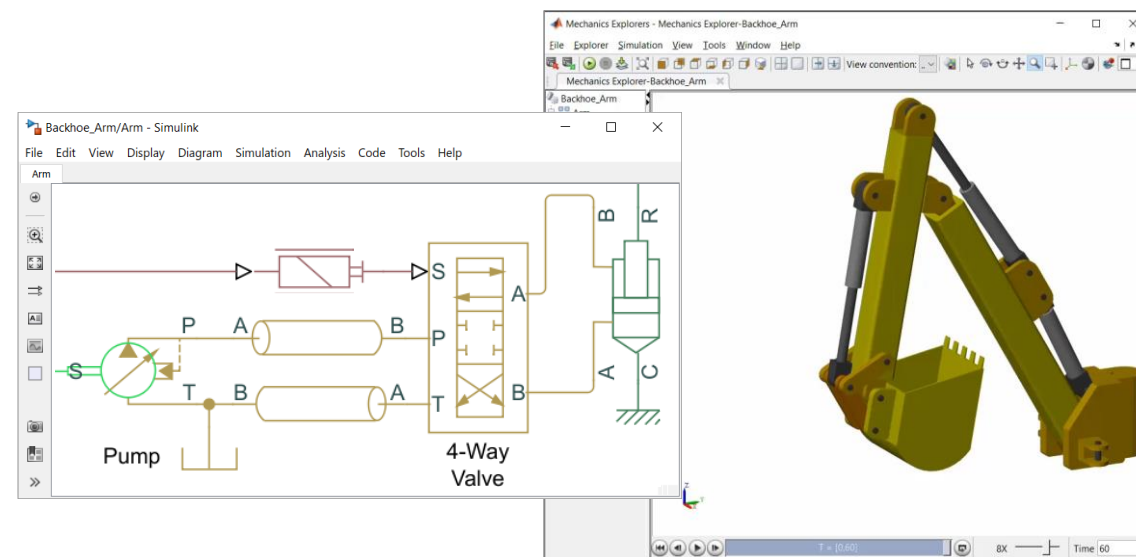 Mechanics Explorers - Mechanics Explorer-Backhoe_Arm
File Explorer Simulation View Tools Window Help
View convention:
Mechanics Explorer-Backhoe_Arm
Backhoe_Arm
Backhoe_Arm/Arm - Simulink
File Edit View Display Diagram Simulation Analysis Code Tools Help
Arm
B R
S
A
P A B P
S
A C
T B A T B
Pump
4-Way
Valve
Z
T = [0,60]
8X Time 60